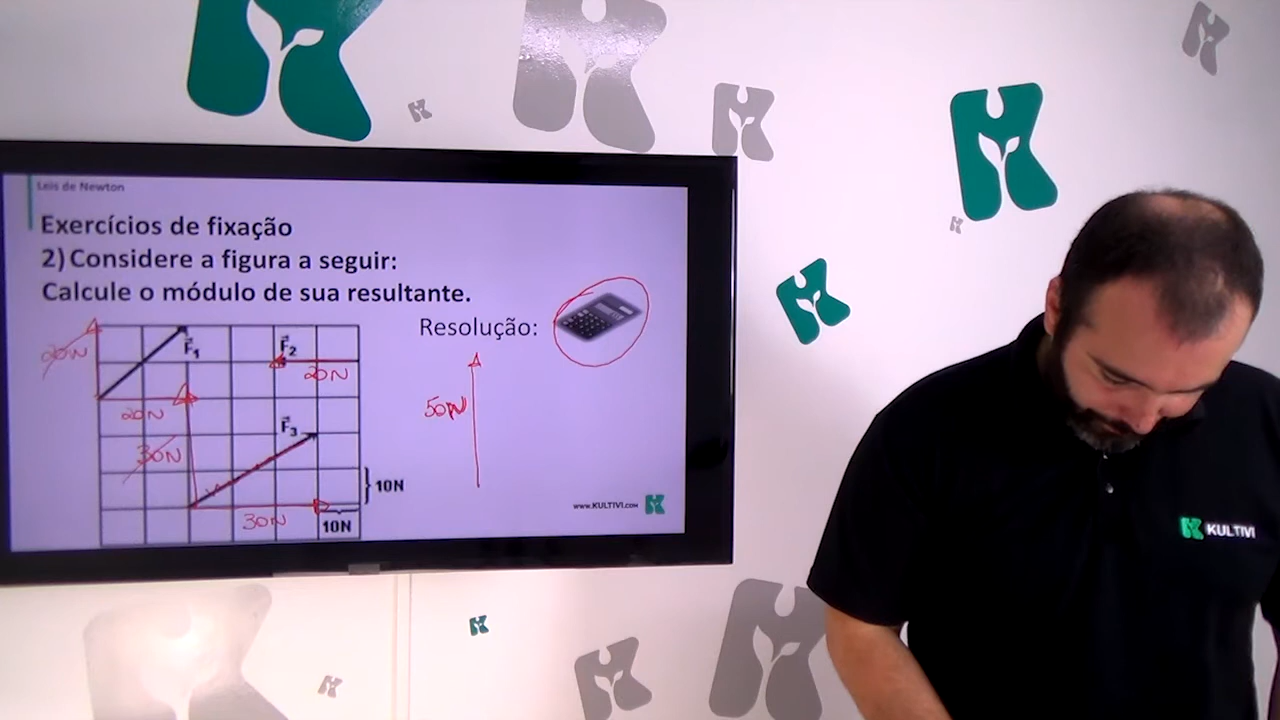 Leis de Newton
Exercícios de fixação
2) Considere a figura a seguir:
Calcule o módulo de sua resultante.
Resolução:
20N
F₁
F₂
20N
20N
50N
30N
F₃
10N
30N
10N
www.KULTIVI.com
KULTIVI